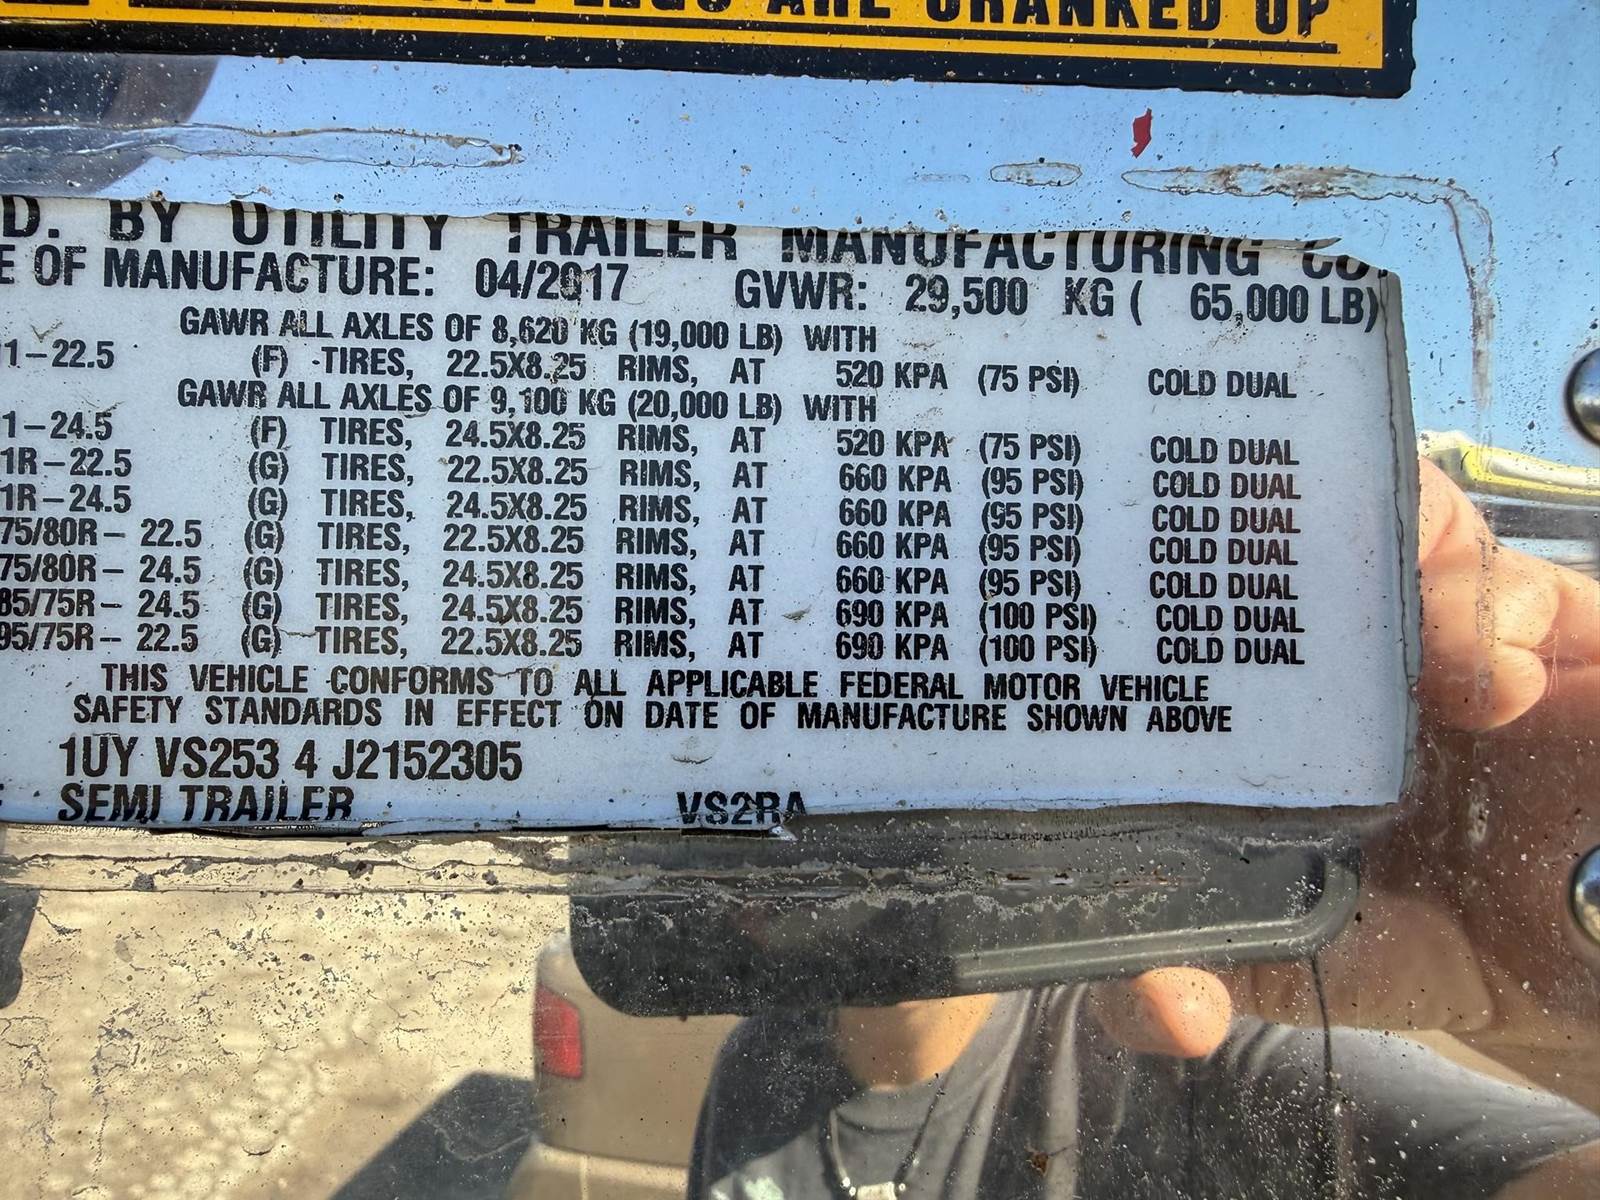 LEGS ARE CRANKED UP
D. BY UTILITY TRAILER MANUFACTURING CO.
E OF MANUFACTURE: 04/2017 GVWR: 29,500 KG ( 65,000 LB)
GAWR ALL AXLES OF 8,620 KG (19,000 LB) WITH
11-22.5 (F) TIRES, 22.5X8.25 RIMS, AT 520 KPA (75 PSI) COLD DUAL
GAWR ALL AXLES OF 9,100 KG (20,000 LB) WITH
1-24.5 (F) TIRES, 24.5X8.25 RIMS, AT 520 KPA (75 PSI) COLD DUAL
1R-22.5 (G) TIRES, 22.5X8.25 RIMS, AT 660 KPA (95 PSI) COLD DUAL
1R-24.5 (G) TIRES, 24.5X8.25 RIMS, AT 660 KPA (95 PSI) COLD DUAL
75/80R- 22.5 (G) TIRES, 22.5X8.25 RIMS, AT 660 KPA (95 PSI) COLD DUAL
75/80R- 24.5 (G) TIRES, 24.5X8.25 RIMS, AT 660 KPA (95 PSI) COLD DUAL
85/75R- 24.5 (G) TIRES, 24.5X8.25 RIMS, AT 690 KPA (100 PSI) COLD DUAL
95/75R- 22.5 (G) TIRES, 22.5X8.25 RIMS, AT 690 KPA (100 PSI) COLD DUAL
THIS VEHICLE CONFORMS TO ALL APPLICABLE FEDERAL MOTOR VEHICLE
SAFETY STANDARDS IN EFFECT ON DATE OF MANUFACTURE SHOWN ABOVE
1UY VS253 4 J2152305
SEMI TRAILER VS2RA